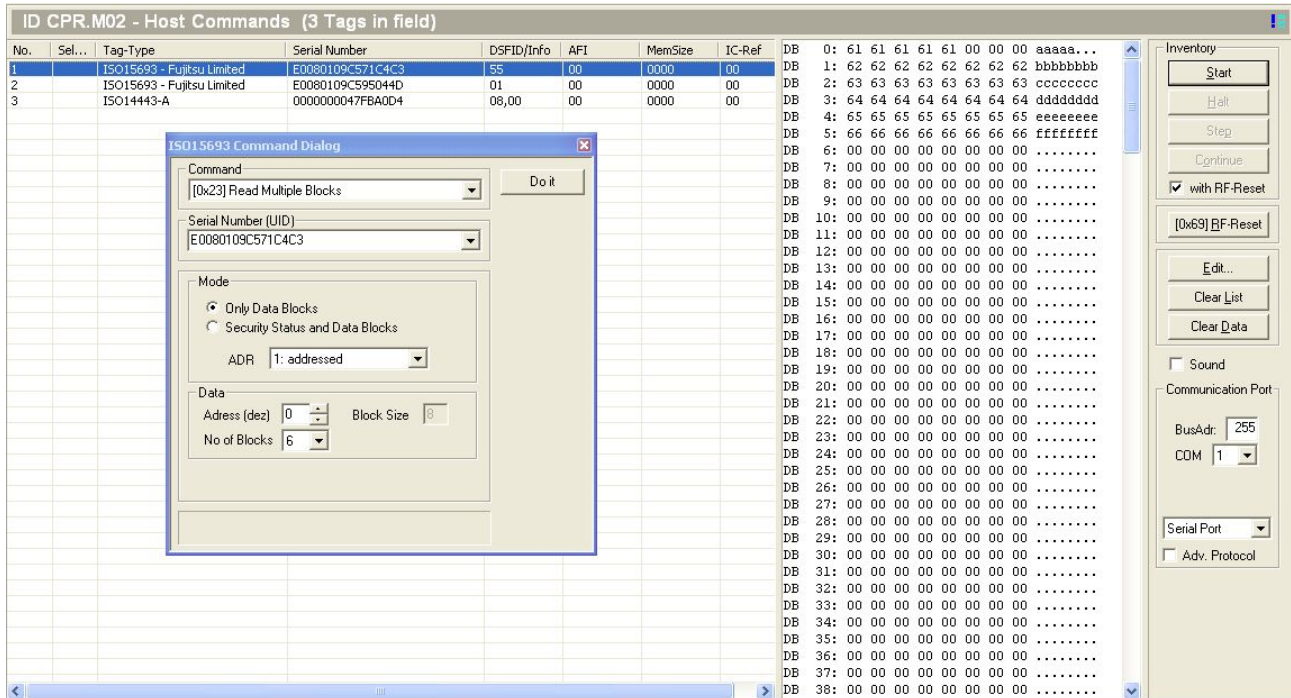 ID CPR.M02 - Host Commands (3 Tags in field)
No. Sel... Tag-Type Serial Number DSFID/Info AFI MemSize IC-Ref
1 ISO15693 - Fujitsu Limited E0080109C571C4C3 55 00 0000 00
2 ISO15693 - Fujitsu Limited E0080109C595044D 01 00 0000 00
3 ISO14443-A 0000000047FBA0D4 08,00 00 0000 00
ISO15693 Command Dialog
Command
[0x23] Read Multiple Blocks
Do it
Serial Number (UID)
E0080109C571C4C3
Mode
Only Data Blocks
Security Status and Data Blocks
ADR 1: addressed
Data
Adress (dez) 0 Block Size 8
No of Blocks 6
DB 0: 61 61 61 61 61 00 00 00 aaaaa...
DB 1: 62 62 62 62 62 62 62 62 bbbbbbbb
DB 2: 63 63 63 63 63 63 63 63 cccccccc
DB 3: 64 64 64 64 64 64 64 64 dddddddd
DB 4: 65 65 65 65 65 65 65 65 eeeeeeee
DB 5: 66 66 66 66 66 66 66 66 ffffffff
DB 6: 00 00 00 00 00 00 00 00 ........
DB 7: 00 00 00 00 00 00 00 00 ........
DB 8: 00 00 00 00 00 00 00 00 ........
DB 9: 00 00 00 00 00 00 00 00 ........
DB 10: 00 00 00 00 00 00 00 00 ........
DB 11: 00 00 00 00 00 00 00 00 ........
DB 12: 00 00 00 00 00 00 00 00 ........
DB 13: 00 00 00 00 00 00 00 00 ........
DB 14: 00 00 00 00 00 00 00 00 ........
DB 15: 00 00 00 00 00 00 00 00 ........
DB 16: 00 00 00 00 00 00 00 00 ........
DB 17: 00 00 00 00 00 00 00 00 ........
DB 18: 00 00 00 00 00 00 00 00 ........
DB 19: 00 00 00 00 00 00 00 00 ........
DB 20: 00 00 00 00 00 00 00 00 ........
DB 21: 00 00 00 00 00 00 00 00 ........
DB 22: 00 00 00 00 00 00 00 00 ........
DB 23: 00 00 00 00 00 00 00 00 ........
DB 24: 00 00 00 00 00 00 00 00 ........
DB 25: 00 00 00 00 00 00 00 00 ........
DB 26: 00 00 00 00 00 00 00 00 ........
DB 27: 00 00 00 00 00 00 00 00 ........
DB 28: 00 00 00 00 00 00 00 00 ........
DB 29: 00 00 00 00 00 00 00 00 ........
DB 30: 00 00 00 00 00 00 00 00 ........
DB 31: 00 00 00 00 00 00 00 00 ........
DB 32: 00 00 00 00 00 00 00 00 ........
DB 33: 00 00 00 00 00 00 00 00 ........
DB 34: 00 00 00 00 00 00 00 00 ........
DB 35: 00 00 00 00 00 00 00 00 ........
DB 36: 00 00 00 00 00 00 00 00 ........
DB 37: 00 00 00 00 00 00 00 00 ........
DB 38: 00 00 00 00 00 00 00 00 ........
Inventory
Start
Halt
Step
Continue
with RF-Reset
[0x69] RF-Reset
Edit...
Clear List
Clear Data
Sound
Communication Port
BusAdr: 255
COM 1
Serial Port
Adv. Protocol